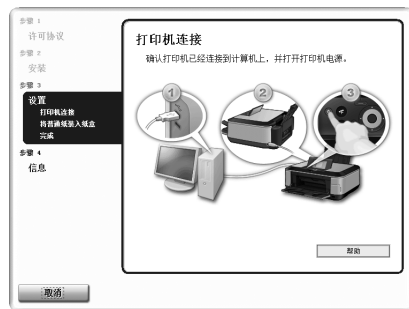 步骤 1
许可协议
步骤 2
安装
步骤 3
设置
打印机连接
将普通纸装入纸盒
完成
步骤 4
信息
打印机连接
确认打印机已经连接到计算机上，并打开打印机电源。
1
2
3
帮助
取消